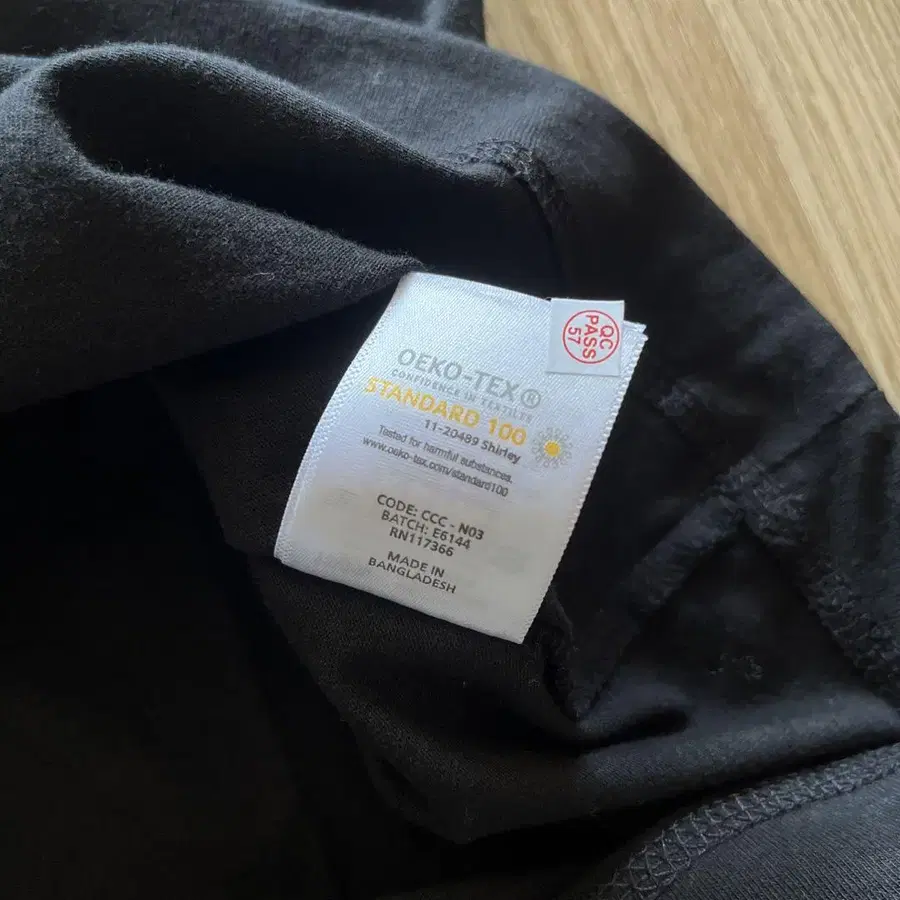 OEKO-TEX®
CONFIDENCE IN TEXTILES
STANDARD 100
11-20489 Shirley
Tested for harmful substances.
www.oeko-tex.com/standard100
CODE: CCC - N03
BATCH: E6144
RN117366
MADE IN
BANGLADESH
QC
PASS
57